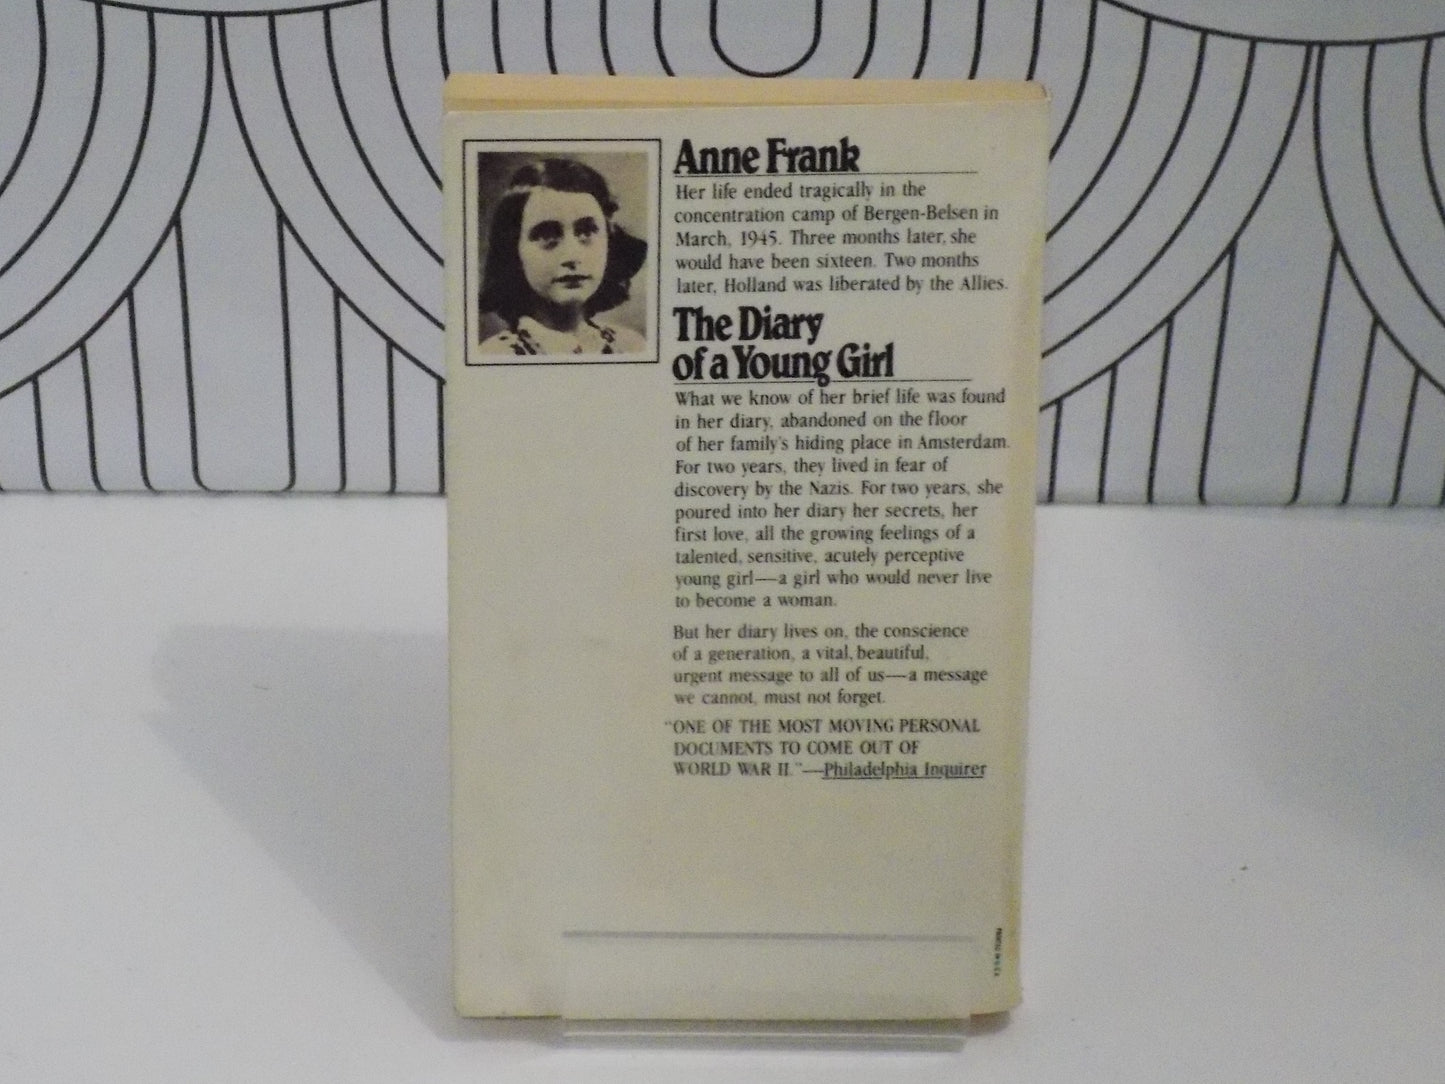 Anne Frank
Her life ended tragically in the
concentration camp of Bergen-Belsen in
March, 1945. Three months later, she
would have been sixteen. Two months
later, Holland was liberated by the Allies.
The Diary
of a Young Girl
What we know of her brief life was found
in her diary, abandoned on the floor
of her family's hiding place in Amsterdam.
For two years, they lived in fear of
discovery by the Nazis. For two years, she
poured into her diary her secrets, her
first love, all the growing feelings of a
talented, sensitive, acutely perceptive
young girl—a girl who would never live
to become a woman.
But her diary lives on, the conscience
of a generation, a vital, beautiful,
urgent message to all of us—a message
we cannot, must not forget.
"ONE OF THE MOST MOVING PERSONAL
DOCUMENTS TO COME OUT OF
WORLD WAR II."—Philadelphia Inquirer
PRINTED IN U.S.A.